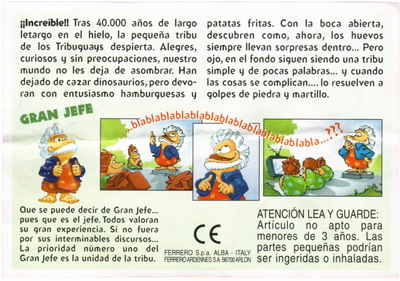 ¡¡Increíble!! Tras 40.000 años de largo
letargo en el hielo, la pequeña tribu
de los Tribuguays despierta. Alegres,
curiosos y sin preocupaciones, nuestro
mundo no les deja de asombrar. Han
dejado de cazar dinosaurios, pero devo-
ran con entusiasmo hamburguesas y
patatas fritas. Con la boca abierta,
descubren como, ahora, los huevos
siempre llevan sorpresas dentro... Pero
ojo, en el fondo siguen siendo una tribu
simple y de pocas palabras... y cuando
las cosas se complican.... lo resuelven a
golpes de piedra y martillo.
GRAN JEFE
...blablablablablablablablablablablablabla...???
Que se puede decir de Gran Jefe...
pues que es el jefe. Todos valoran
su gran experiencia. Si no fuera
por sus interminables discursos...
La prioridad número uno del
Gran Jefe es la unidad de la tribu.
CE
FERRERO S.p.a. ALBA - ITALY
FERRERO ARDENNES S.A. B6700 ARLON
ATENCIÓN LEA Y GUARDE:
Artículo no apto para
menores de 3 años. Las
partes pequeñas podrían
ser ingeridas o inhaladas.